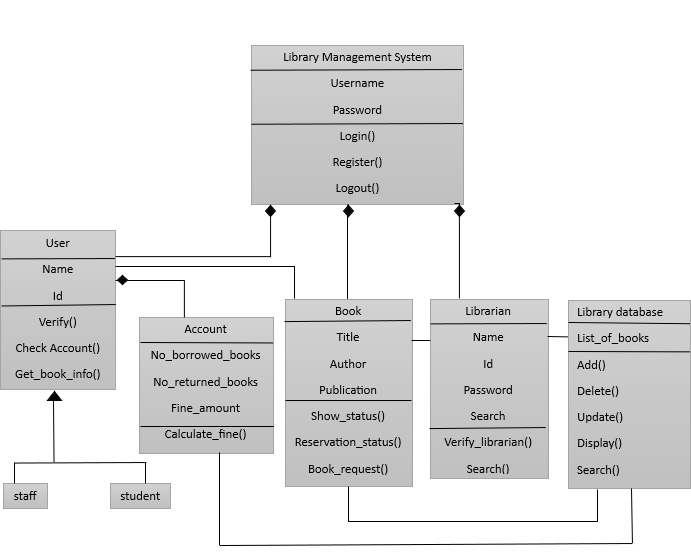 Library Management System
Username
Password
Login()
Register()
Logout()
User
Name
Id
Verify()
Check Account()
Get_book_info()
Account
No_borrowed_books
No_returned_books
Fine_amount
Calculate_fine()
Book
Title
Author
Publication
Show_status()
Reservation_status()
Book_request()
Librarian
Name
Id
Password
Search
Verify_librarian()
Search()
Library database
List_of_books
Add()
Delete()
Update()
Display()
Search()
staff
student